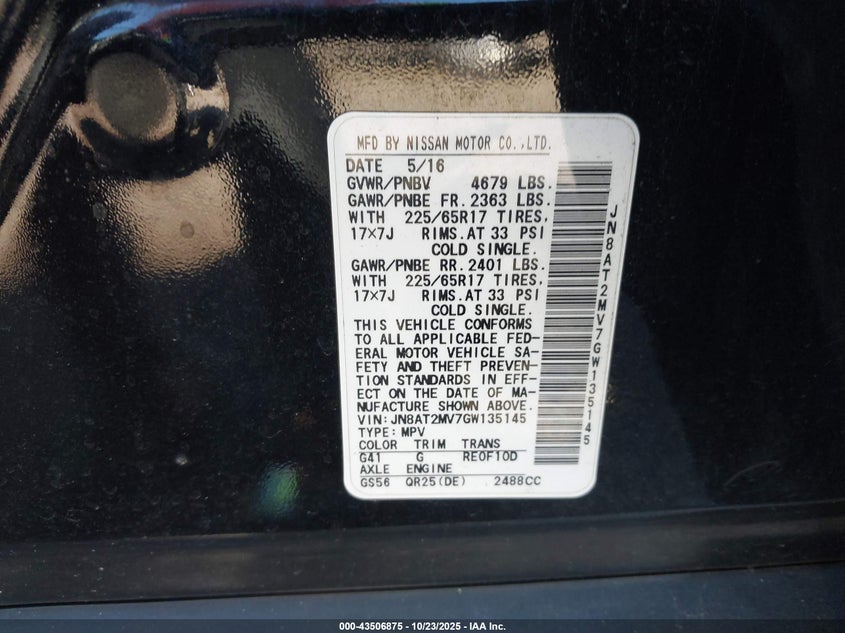 MFD BY NISSAN MOTOR CO.,LTD.
DATE 5/16
GVWR/PNBV 4679 LBS.
GAWR/PNBE FR. 2363 LBS.
WITH 225/65R17 TIRES,
17×7J RIMS.AT 33 PSI
COLD SINGLE.
GAWR/PNBE RR. 2401 LBS.
WITH 225/65R17 TIRES,
17×7J RIMS.AT 33 PSI
COLD SINGLE.
THIS VEHICLE CONFORMS
TO ALL APPLICABLE FED-
ERAL MOTOR VEHICLE SA-
FETY AND THEFT PREVEN-
TION STANDARDS IN EFF-
ECT ON THE DATE OF MA-
NUFACTURE SHOWN ABOVE.
VIN:JN8AT2MV7GW135145
TYPE:MPV
COLOR TRIM TRANS
G41 G RE0F10D
AXLE ENGINE
GS56 QR25(DE) 2488CC
JN8AT2MV7GW135145
000-43506875 - 10/23/2025 - IAA Inc.